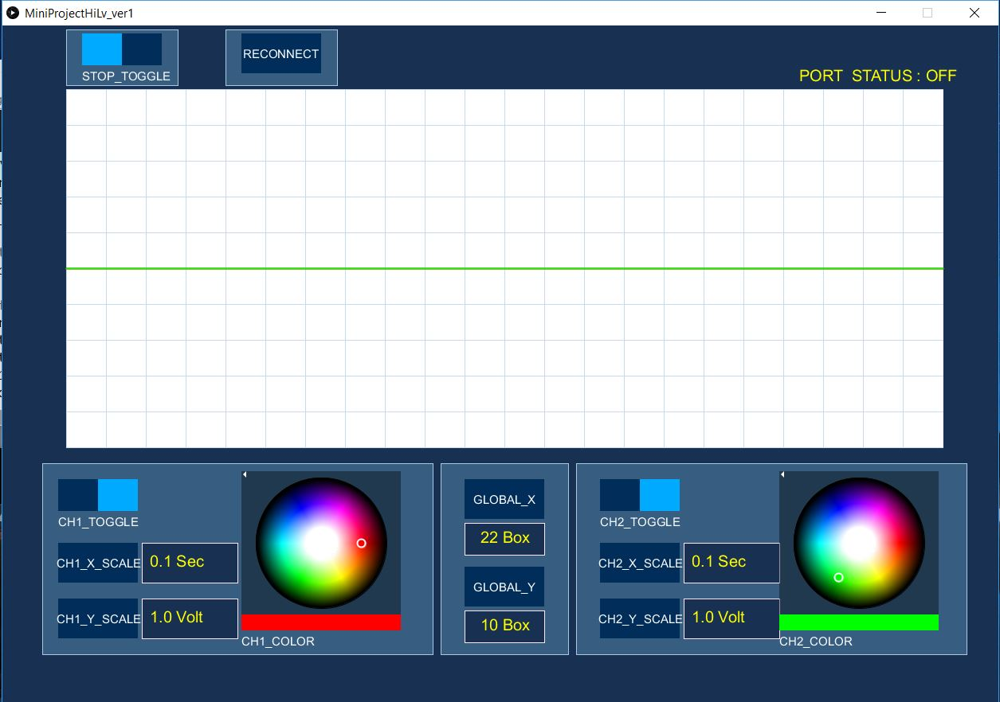 MiniProjectHiLv_ver1
RECONNECT
STOP_TOGGLE
PORT STATUS : OFF
CH1_TOGGLE
CH1_X_SCALE 0.1 Sec
CH1_Y_SCALE 1.0 Volt
CH1_COLOR
GLOBAL_X
22 Box
GLOBAL_Y
10 Box
CH2_TOGGLE
CH2_X_SCALE 0.1 Sec
CH2_Y_SCALE 1.0 Volt
CH2_COLOR